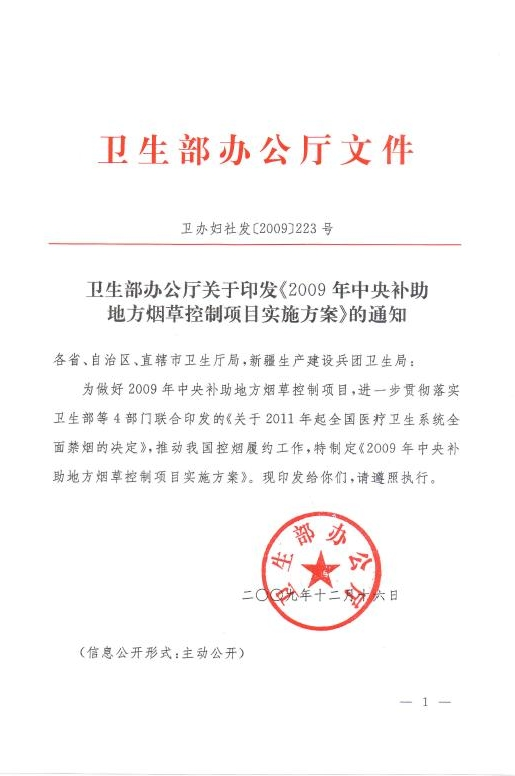 卫生部办公厅文件
卫办妇社发〔2009〕223 号
卫生部办公厅关于印发《2009 年中央补助
地方烟草控制项目实施方案》的通知
各省、自治区、直辖市卫生厅局，新疆生产建设兵团卫生局：
为做好 2009 年中央补助地方烟草控制项目，进一步贯彻落实
卫生部等 4 部门联合印发的《关于 2011 年起全国医疗卫生系统全
面禁烟的决定》，推动我国控烟履约工作，特制定《2009 年中央补
助地方烟草控制项目实施方案》。现印发给你们，请遵照执行。
卫生部办公厅
二〇〇九年十二月十六日
（信息公开形式：主动公开）
— 1 —